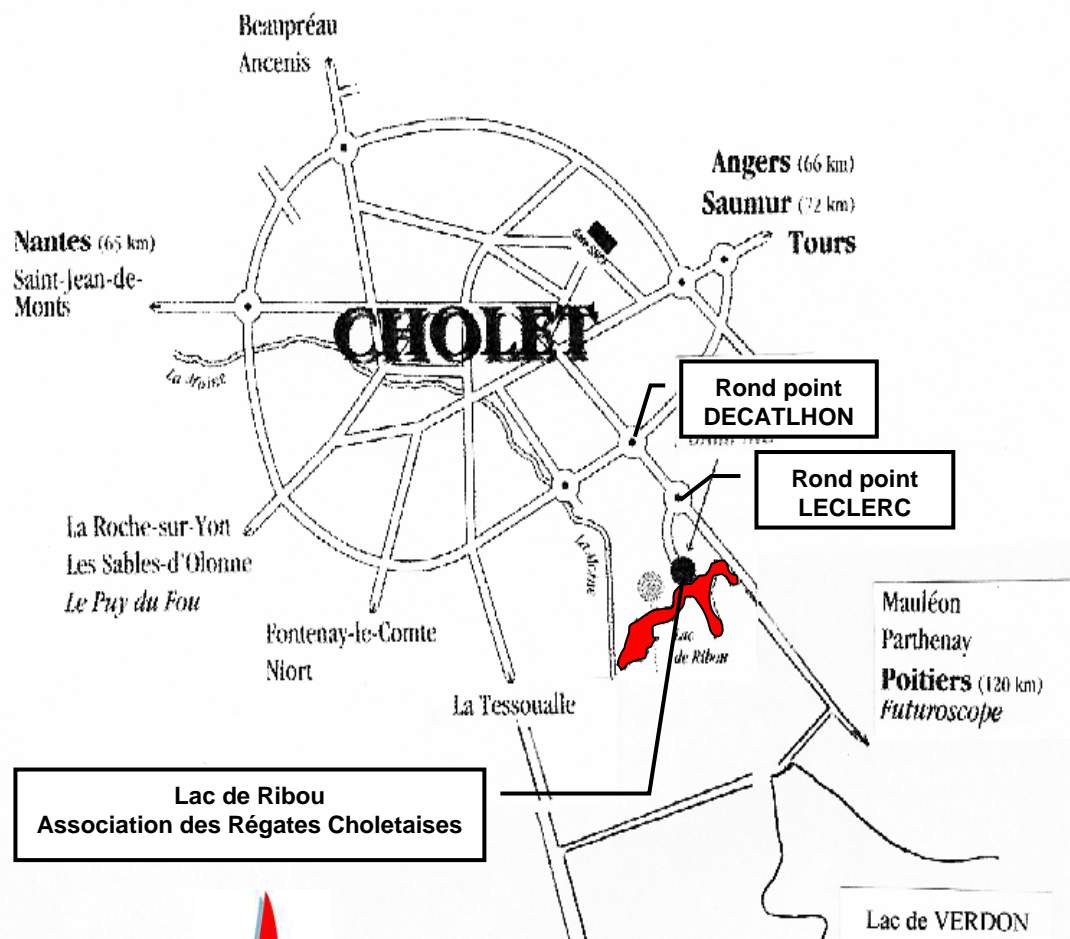 Beaupréau
Ancenis
Angers (66 km)
Saumur (72 km)
Tours
Nantes (65 km)
Saint-Jean-de-
Monts
Gare SNCF
CHOLET
La Moine
Rond point
DECATLHON
Rond point
LECLERC
La Roche-sur-Yon
Les Sables-d'Olonne
Le Puy du Fou
La Moine
Fontenay-le-Comte
Niort
Lac
de Ribou
Mauléon
Parthenay
Poitiers (120 km)
Futuroscope
La Tessoualle
Lac de Ribou
Association des Régates Choletaises
Lac de VERDON